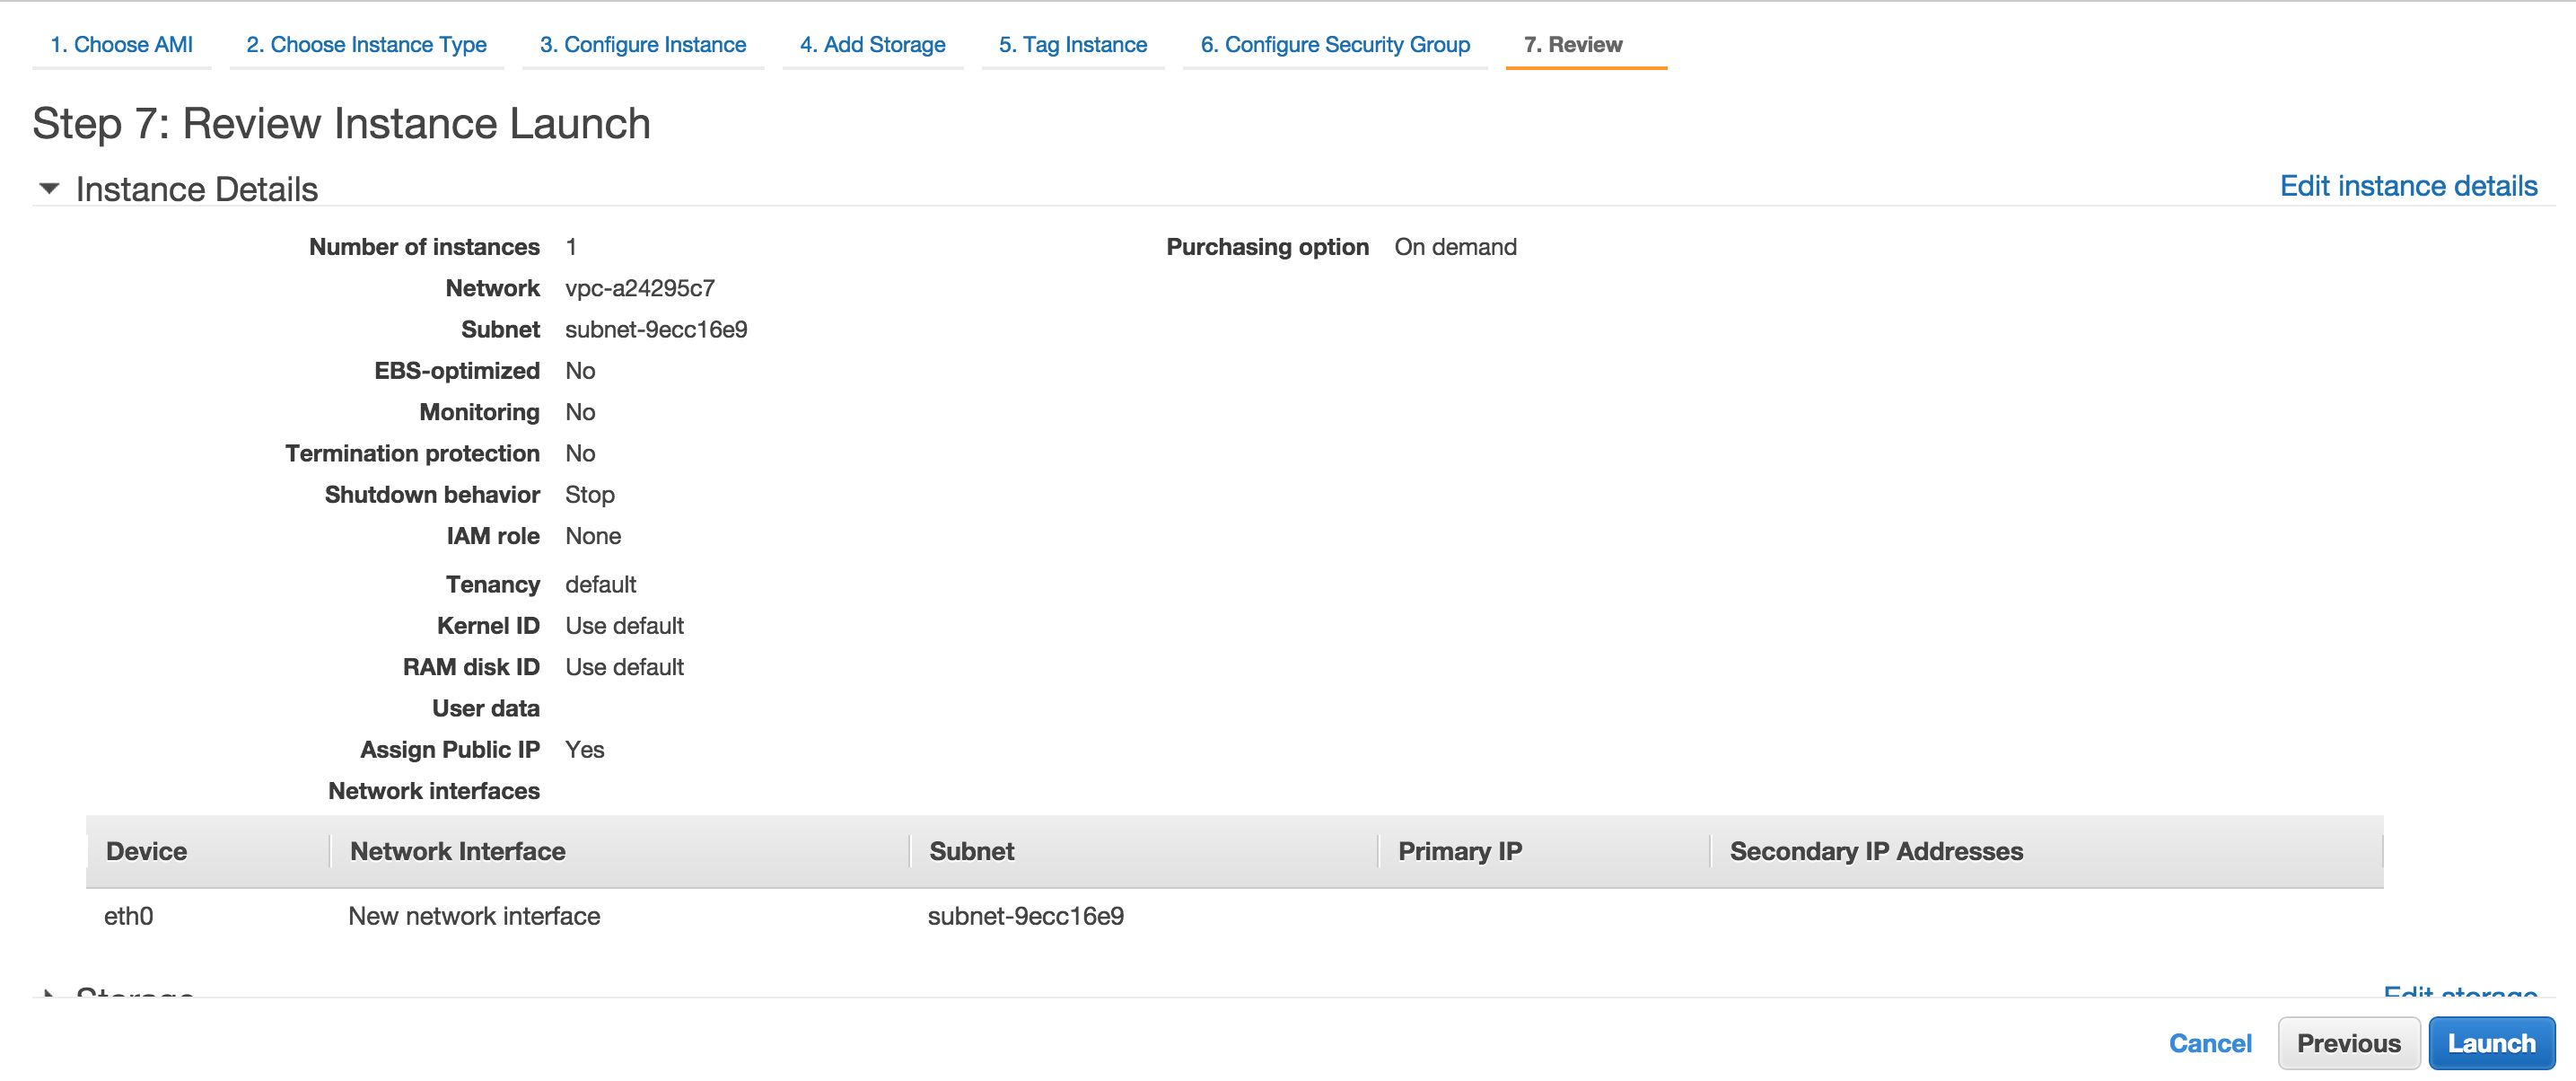 1. Choose AMI 2. Choose Instance Type 3. Configure Instance 4. Add Storage 5. Tag Instance 6. Configure Security Group 7. Review
Step 7: Review Instance Launch
Instance Details Edit instance details
Number of instances 1 Purchasing option On demand
Network vpc-a24295c7
Subnet subnet-9ecc16e9
EBS-optimized No
Monitoring No
Termination protection No
Shutdown behavior Stop
IAM role None
Tenancy default
Kernel ID Use default
RAM disk ID Use default
User data
Assign Public IP Yes
Network interfaces
Device Network Interface Subnet Primary IP Secondary IP Addresses
eth0 New network interface subnet-9ecc16e9
Storage Edit storage
Cancel Previous Launch